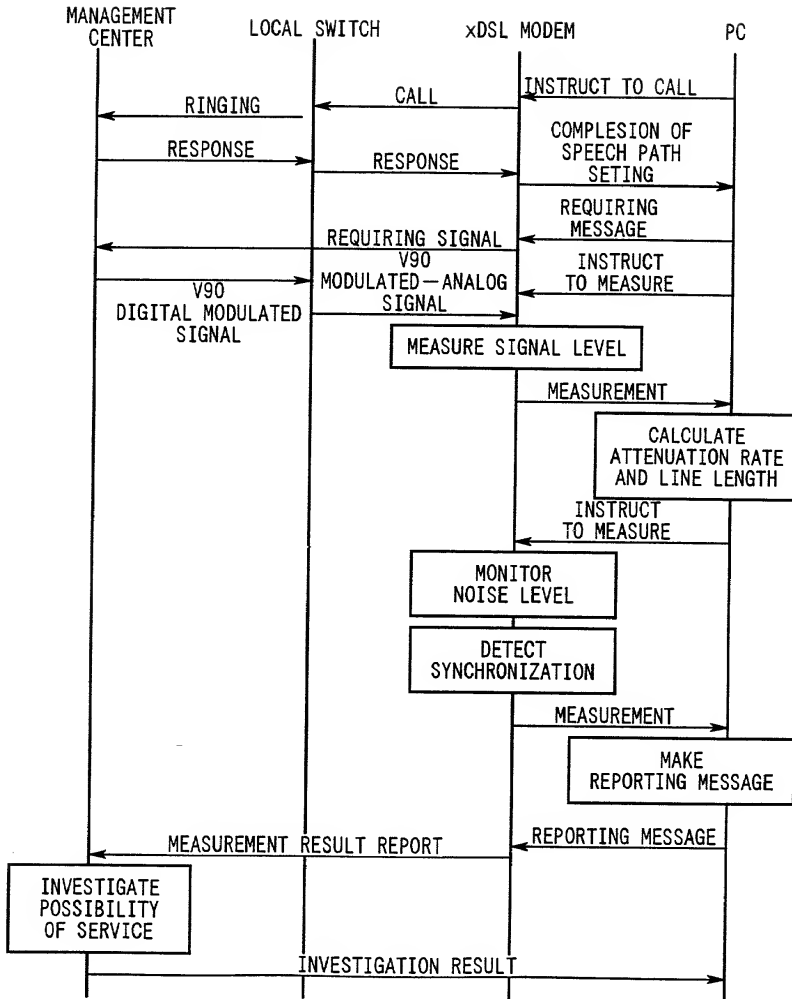 MANAGEMENT
CENTER
LOCAL SWITCH
xDSL MODEM
PC
INSTRUCT TO CALL
CALL
RINGING
RESPONSE
RESPONSE
COMPLESION OF
SPEECH PATH
SETING
REQUIRING
MESSAGE
REQUIRING SIGNAL
V90
MODULATED—ANALOG
SIGNAL
INSTRUCT
TO MEASURE
V90
DIGITAL MODULATED
SIGNAL
MEASURE SIGNAL LEVEL
MEASUREMENT
CALCULATE
ATTENUATION RATE
AND LINE LENGTH
INSTRUCT
TO MEASURE
MONITOR
NOISE LEVEL
DETECT
SYNCHRONIZATION
MEASUREMENT
MAKE
REPORTING MESSAGE
REPORTING MESSAGE
MEASUREMENT RESULT REPORT
INVESTIGATE
POSSIBILITY
OF SERVICE
INVESTIGATION RESULT